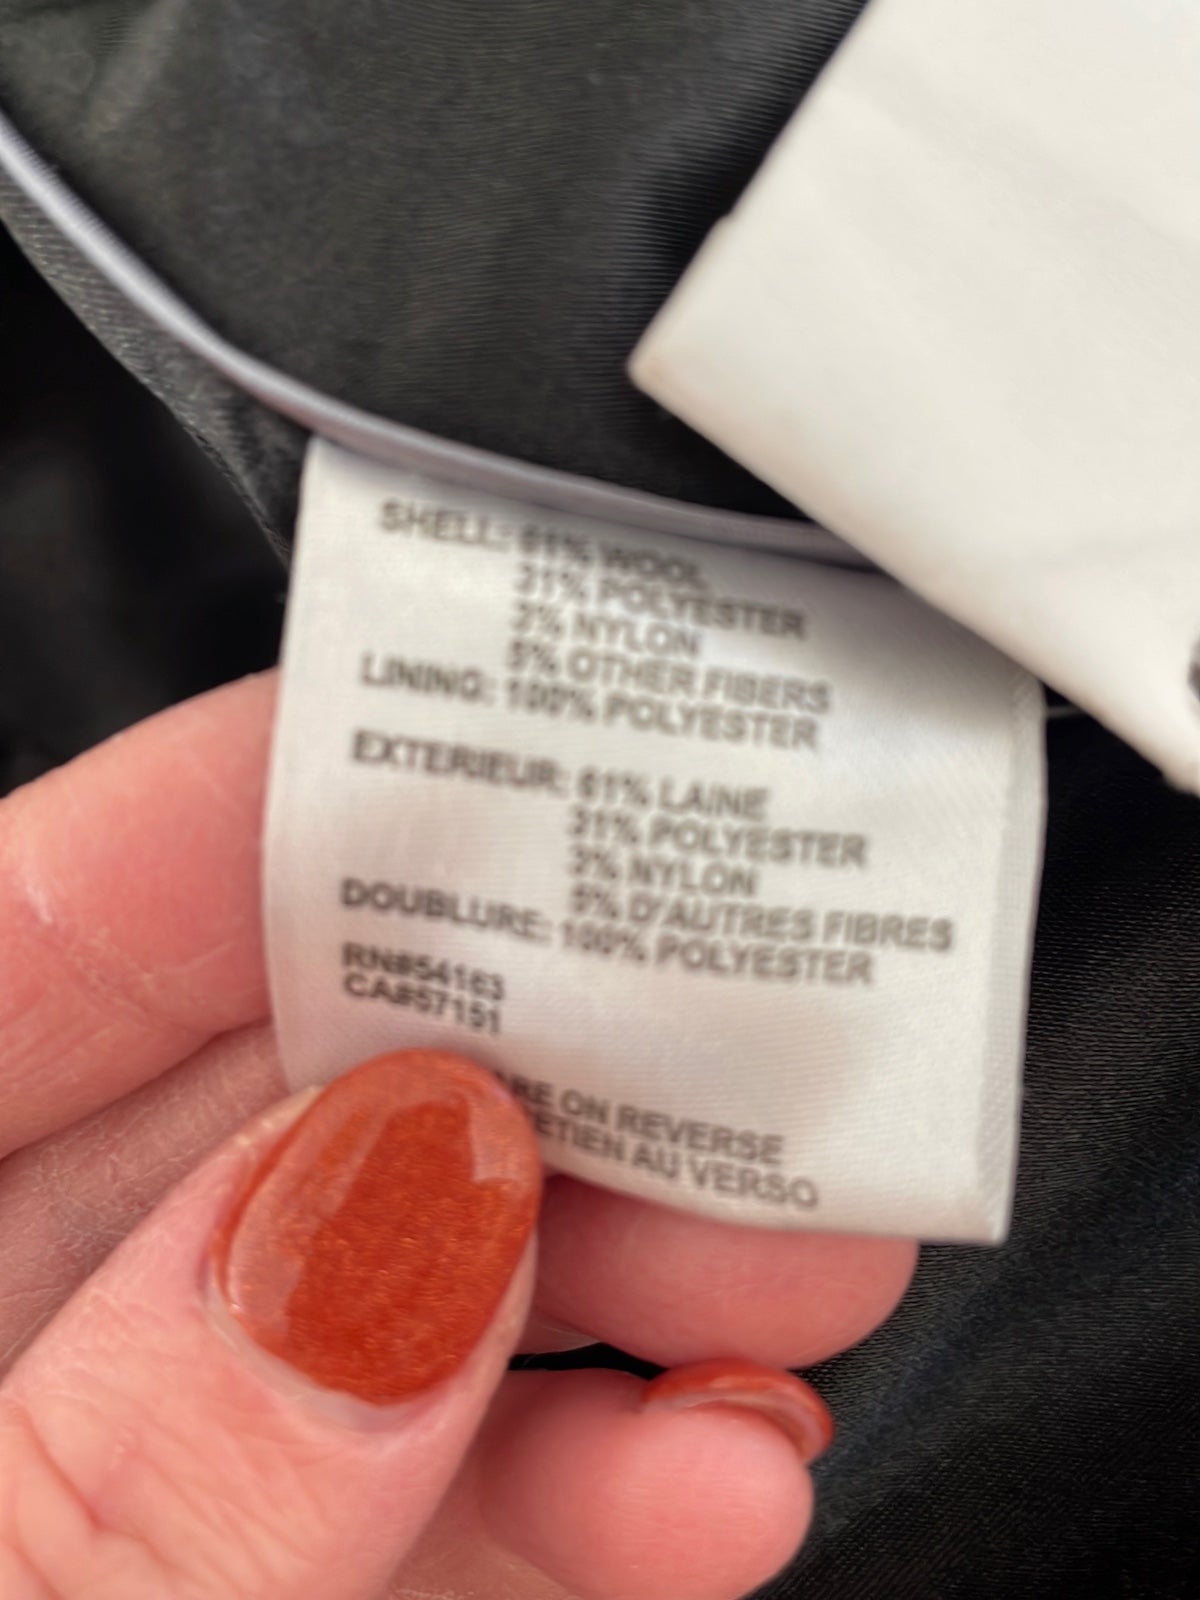 SHELL: 61% WOOL
31% POLYESTER
3% NYLON
5% OTHER FIBERS
LINING: 100% POLYESTER
EXTERIEUR: 61% LAINE
31% POLYESTER
3% NYLON
5% D'AUTRES FIBRES
DOUBLURE: 100% POLYESTER
RN#54163
CA#57151
ON REVERSE
AU VERSO